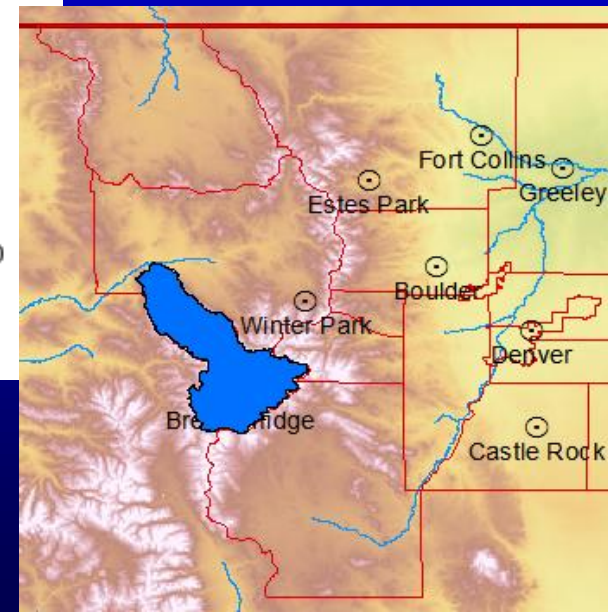 Fort Collins
Greeley
Estes Park
Boulder
Winter Park
Denver
Castle Rock